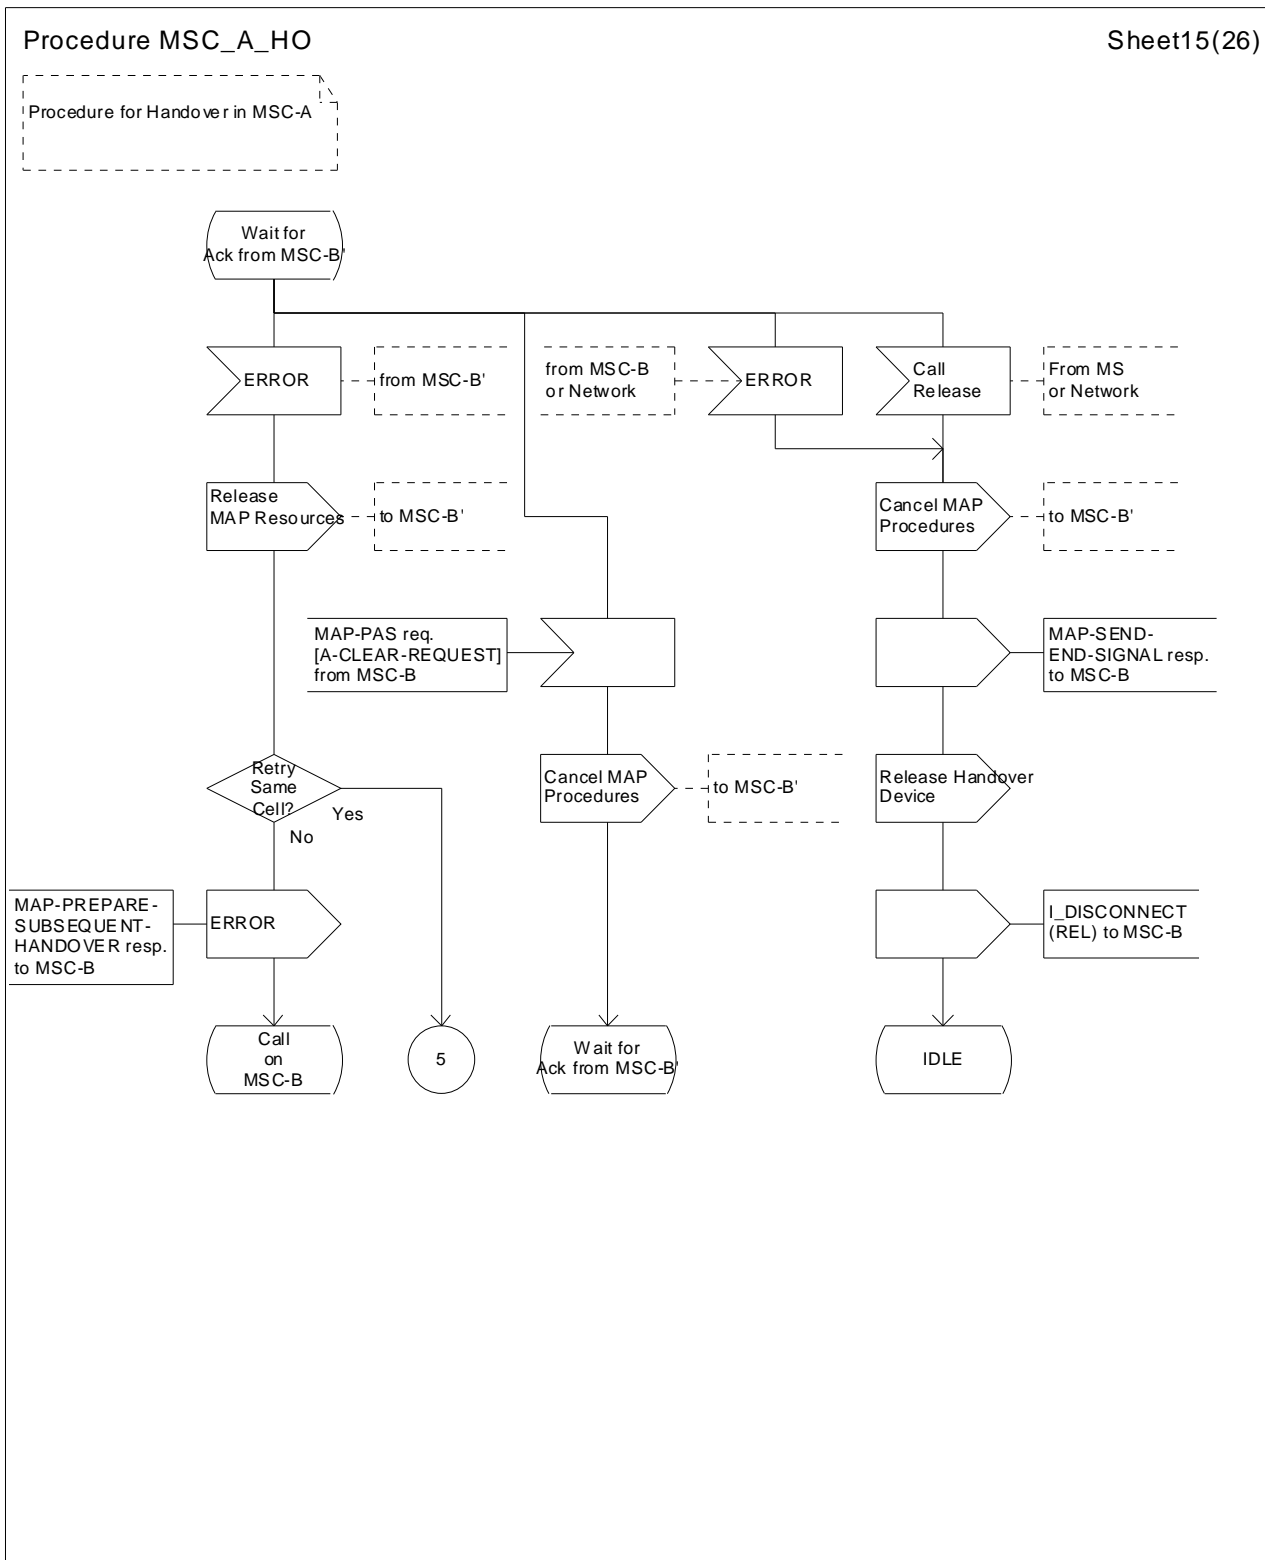 Procedure MSC_A_HO
Sheet15(26)
Procedure for Handover in MSC-A
Wait for
Ack from MSC-B'
ERROR
from MSC-B'
from MSC-B
or Network
ERROR
Call
Release
From MS
or Network
Release
MAP Resources
to MSC-B'
Cancel MAP
Procedures
to MSC-B'
MAP-PAS req.
[A-CLEAR-REQUEST]
from MSC-B
MAP-SEND-
END-SIGNAL resp.
to MSC-B
Retry
Same
Cell?
Yes
No
Cancel MAP
Procedures
to MSC-B'
Release Handover
Device
MAP-PREPARE-
SUBSEQUENT-
HANDOVER resp.
to MSC-B
ERROR
I_DISCONNECT
(REL) to MSC-B
Call
on
MSC-B
5
Wait for
Ack from MSC-B'
IDLE